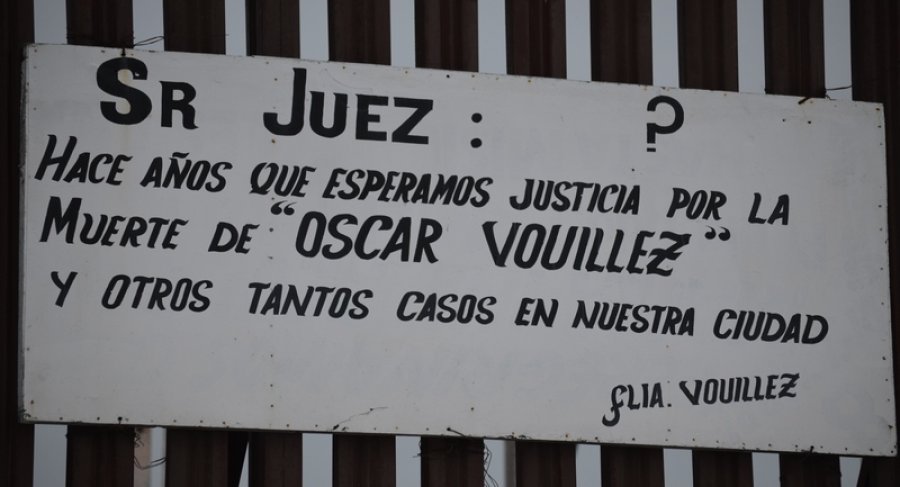 SR JUEZ : ?
HACE AÑOS QUE ESPERAMOS JUSTICIA POR LA
MUERTE DE "OSCAR VOUILLEZ"
Y OTROS TANTOS CASOS EN NUESTRA CIUDAD
FLIA. VOUILLEZ